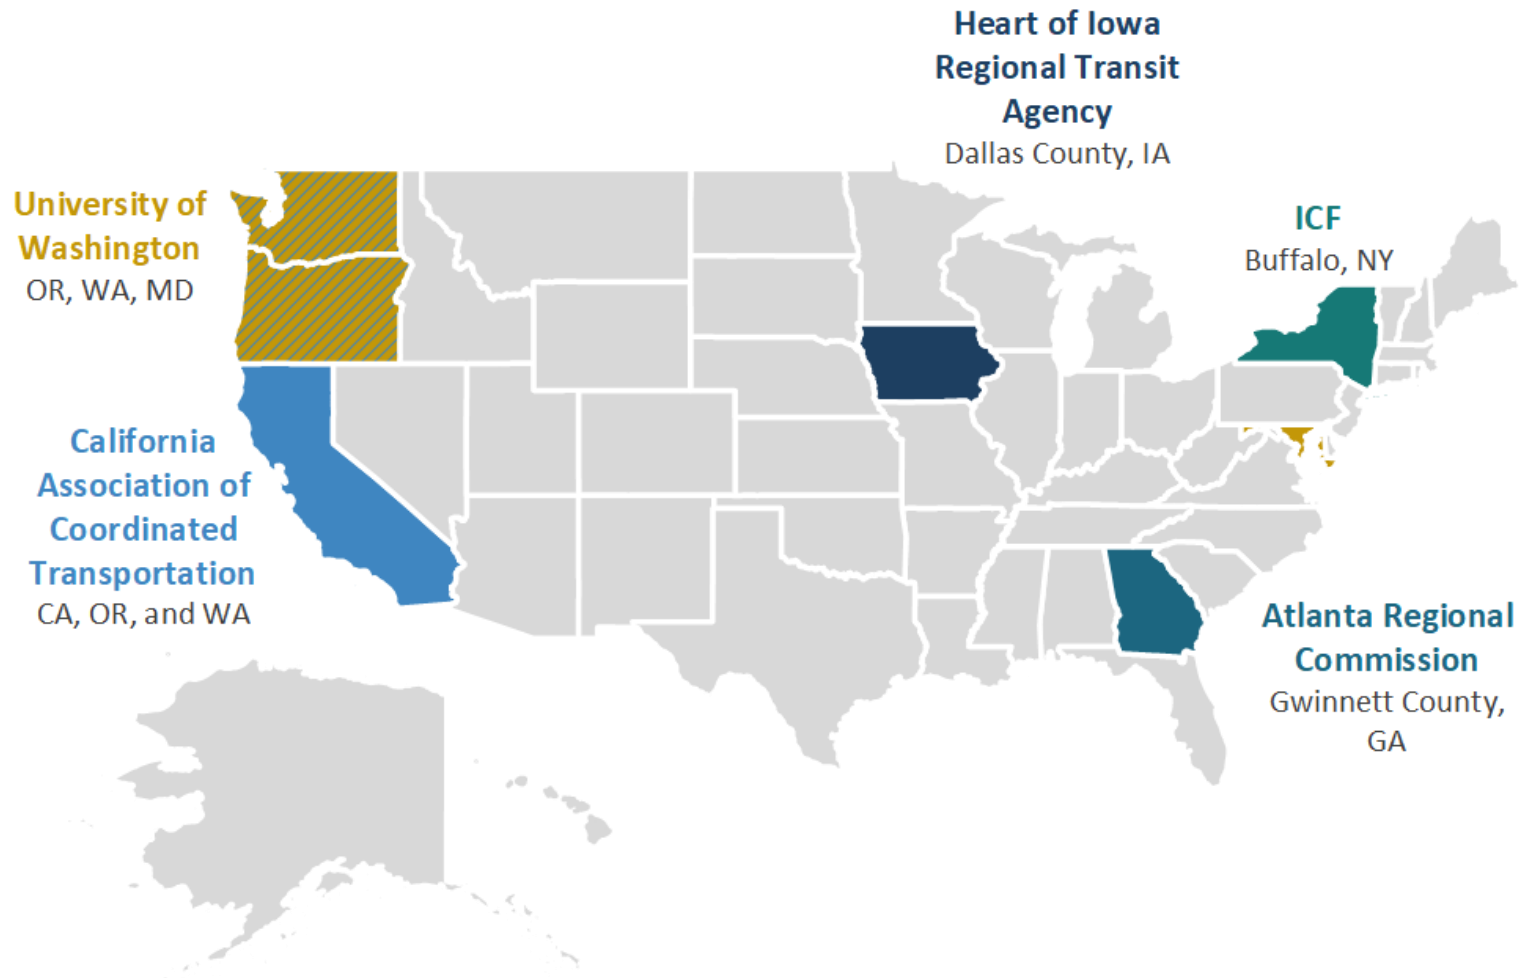 Heart of Iowa
Regional Transit
Agency
Dallas County, IA
University of
Washington
OR, WA, MD
ICF
Buffalo, NY
California
Association of
Coordinated
Transportation
CA, OR, and WA
Atlanta Regional
Commission
Gwinnett County,
GA